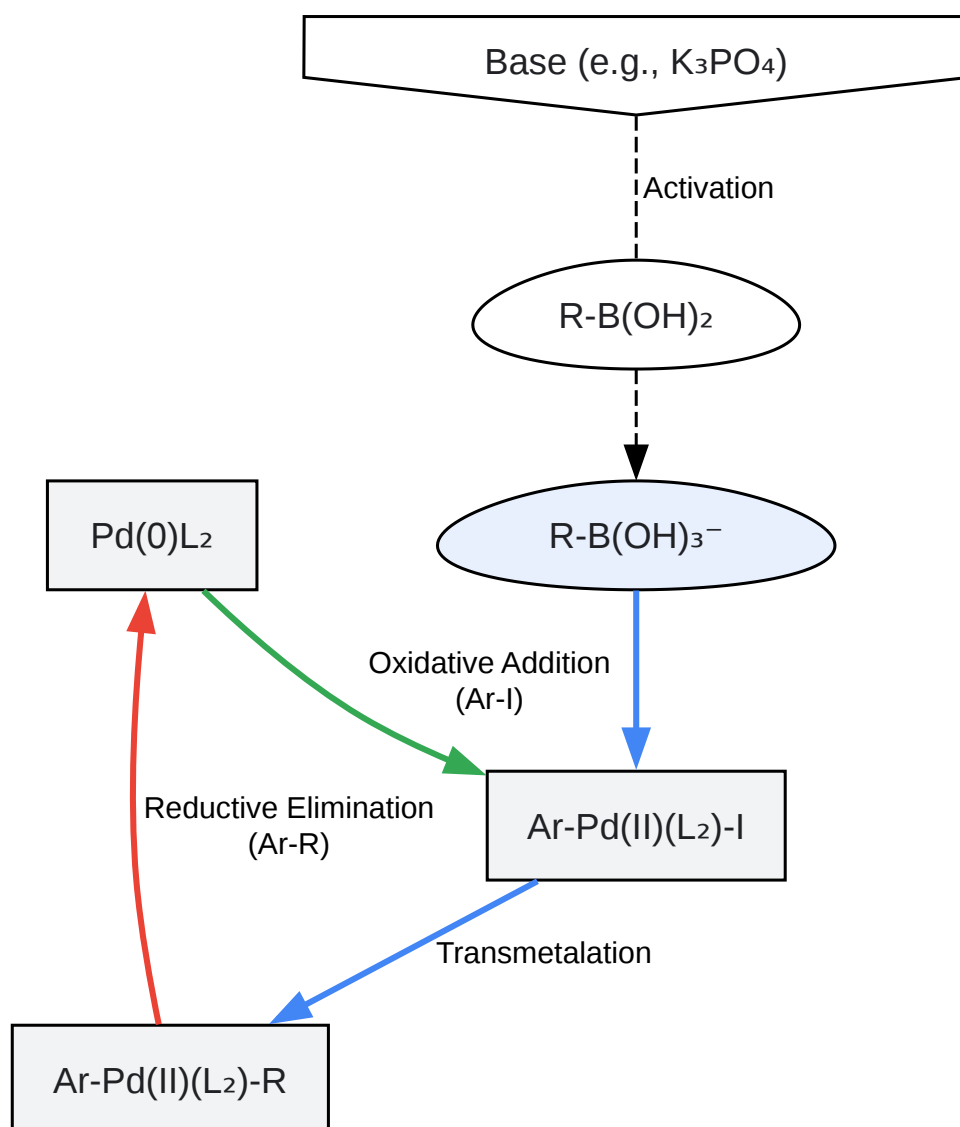 Base (e.g., K₃PO₄)
Activation
R-B(OH)₂
R-B(OH)₃⁻
Pd(0)L₂
Oxidative Addition
(Ar-I)
Reductive Elimination
(Ar-R)
Ar-Pd(II)(L₂)-I
Transmetalation
Ar-Pd(II)(L₂)-R